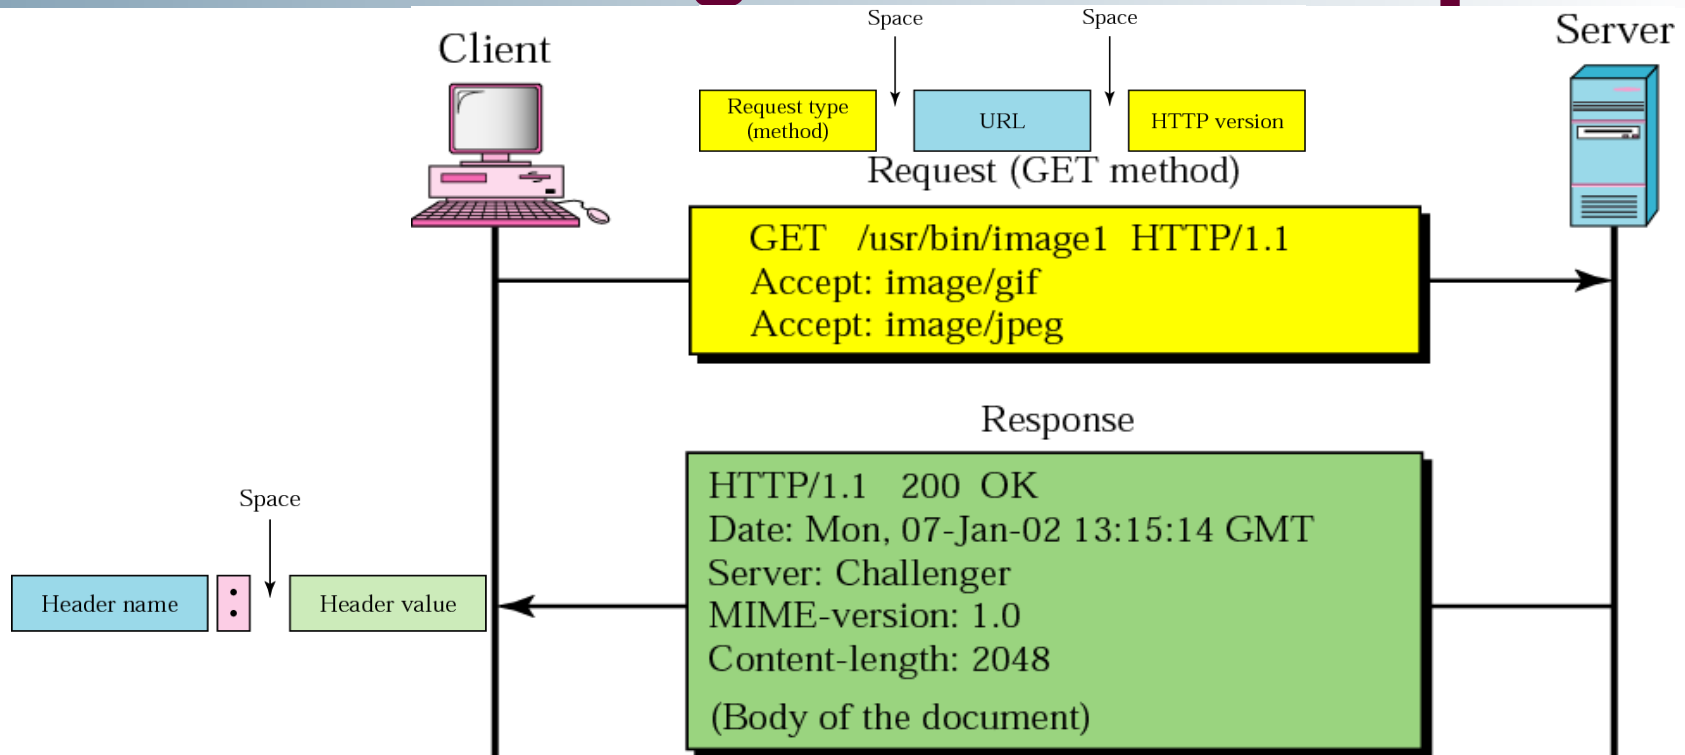 Client
Space
Space
Server
Request type
(method)
URL
HTTP version
Request (GET method)
GET /usr/bin/image1 HTTP/1.1
Accept: image/gif
Accept: image/jpeg
Response
HTTP/1.1 200 OK
Date: Mon, 07-Jan-02 13:15:14 GMT
Server: Challenger
MIME-version: 1.0
Content-length: 2048
(Body of the document)
Space
Header name
:
Header value